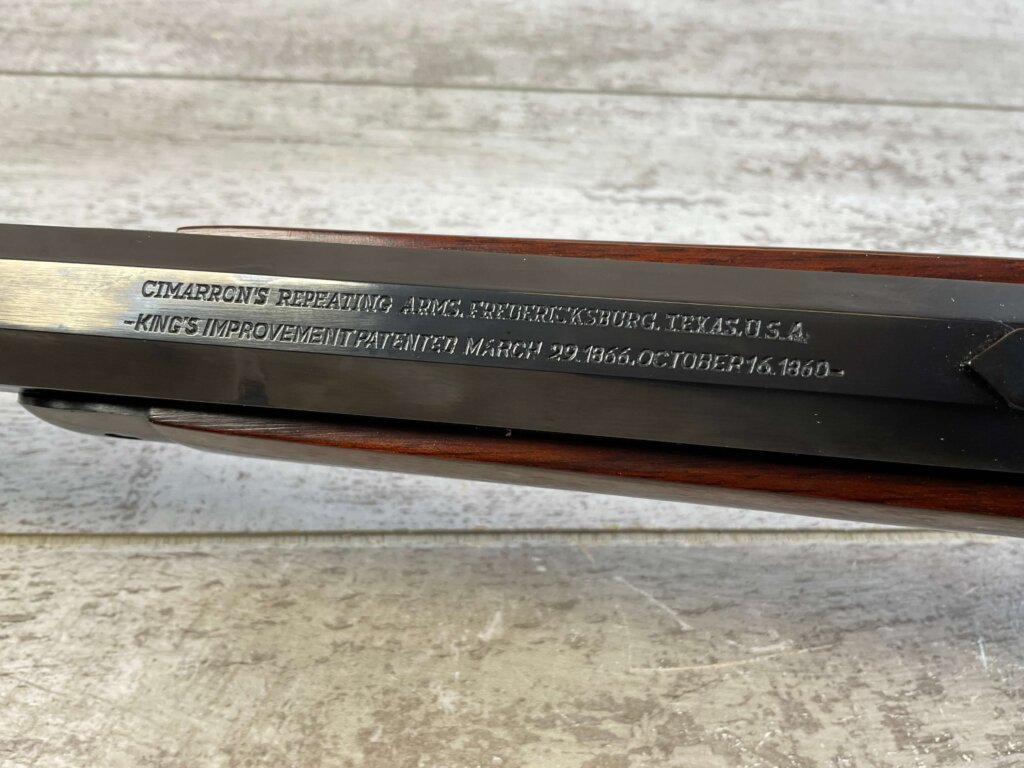 CIMARRON'S REPEATING ARMS. FREDERICKSBURG. TEXAS. U.S.A.
-KING'S IMPROVEMENT PATENTED MARCH 29. 1866. OCTOBER 16. 1860-